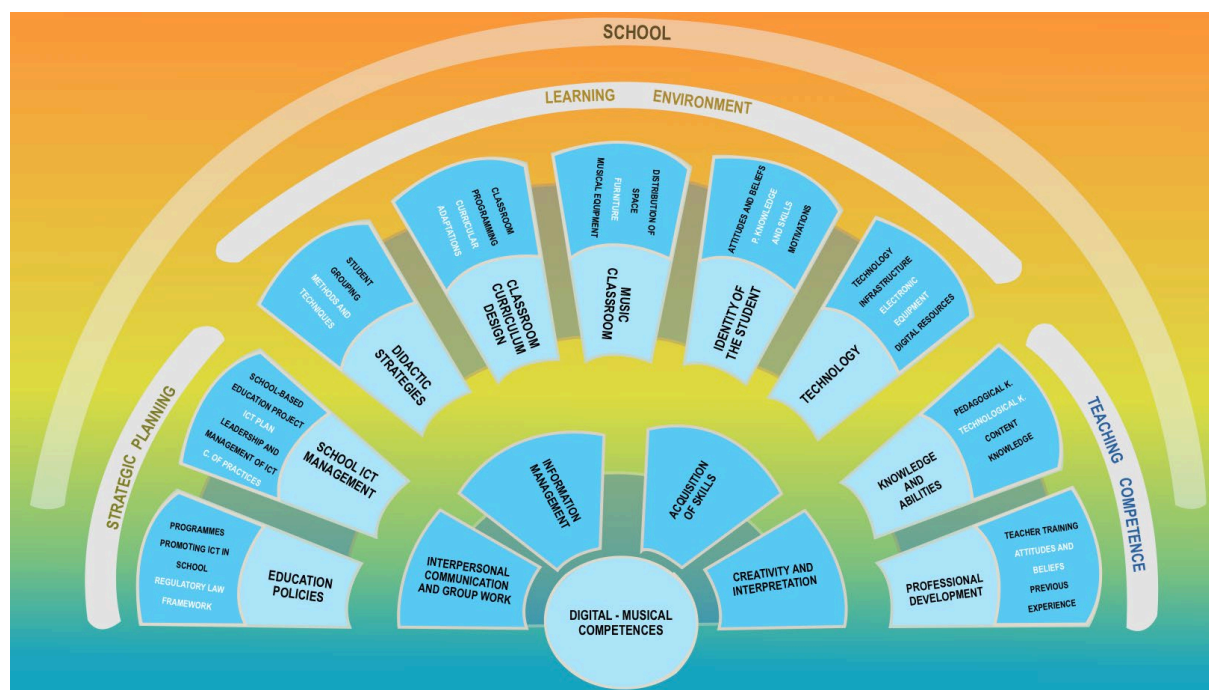 SCHOOL
LEARNING ENVIRONMENT
STRATEGIC PLANNING
TEACHING COMPETENCE
PROGRAMMES
PROMOTING ICT IN
SCHOOL
REGULATORY LAW
FRAMEWORK
EDUCATION
POLICIES
SCHOOL-BASED
EDUCATION PROJECT
ICT PLAN
LEADERSHIP AND
MANAGEMENT OF ICT
C. OF PRACTICES
SCHOOL ICT
MANAGEMENT
STUDENT
GROUPING
METHODS AND
TECHNIQUES
DIDACTIC
STRATEGIES
CLASSROOM
PROGRAMMING
CURRICULAR
ADAPTATIONS
CLASSROOM
CURRICULUM
DESIGN
DISTRIBUTION OF
SPACE
FURNITURE
MUSICAL EQUIPMENT
MUSIC
CLASSROOM
ATTITUDES AND BELIEFS
P. KNOWLEDGE
AND SKILLS
MOTIVATIONS
IDENTITY OF
THE STUDENT
TECHNOLOGY
INFRASTRUCTURE
ELECTRONIC
EQUIPMENT
DIGITAL RESOURCES
TECHNOLOGY
PEDAGOGICAL K.
TECHNOLOGICAL K.
CONTENT
KNOWLEDGE
KNOWLEDGE
AND
ABILITIES
TEACHER TRAINING
ATTITUDES AND
BELIEFS
PREVIOUS
EXPERIENCE
PROFESSIONAL
DEVELOPMENT
INTERPERSONAL
COMMUNICATION
AND GROUP WORK
INFORMATION
MANAGEMENT
ACQUISITION
OF SKILLS
CREATIVITY AND
INTERPRETATION
DIGITAL - MUSICAL
COMPETENCES